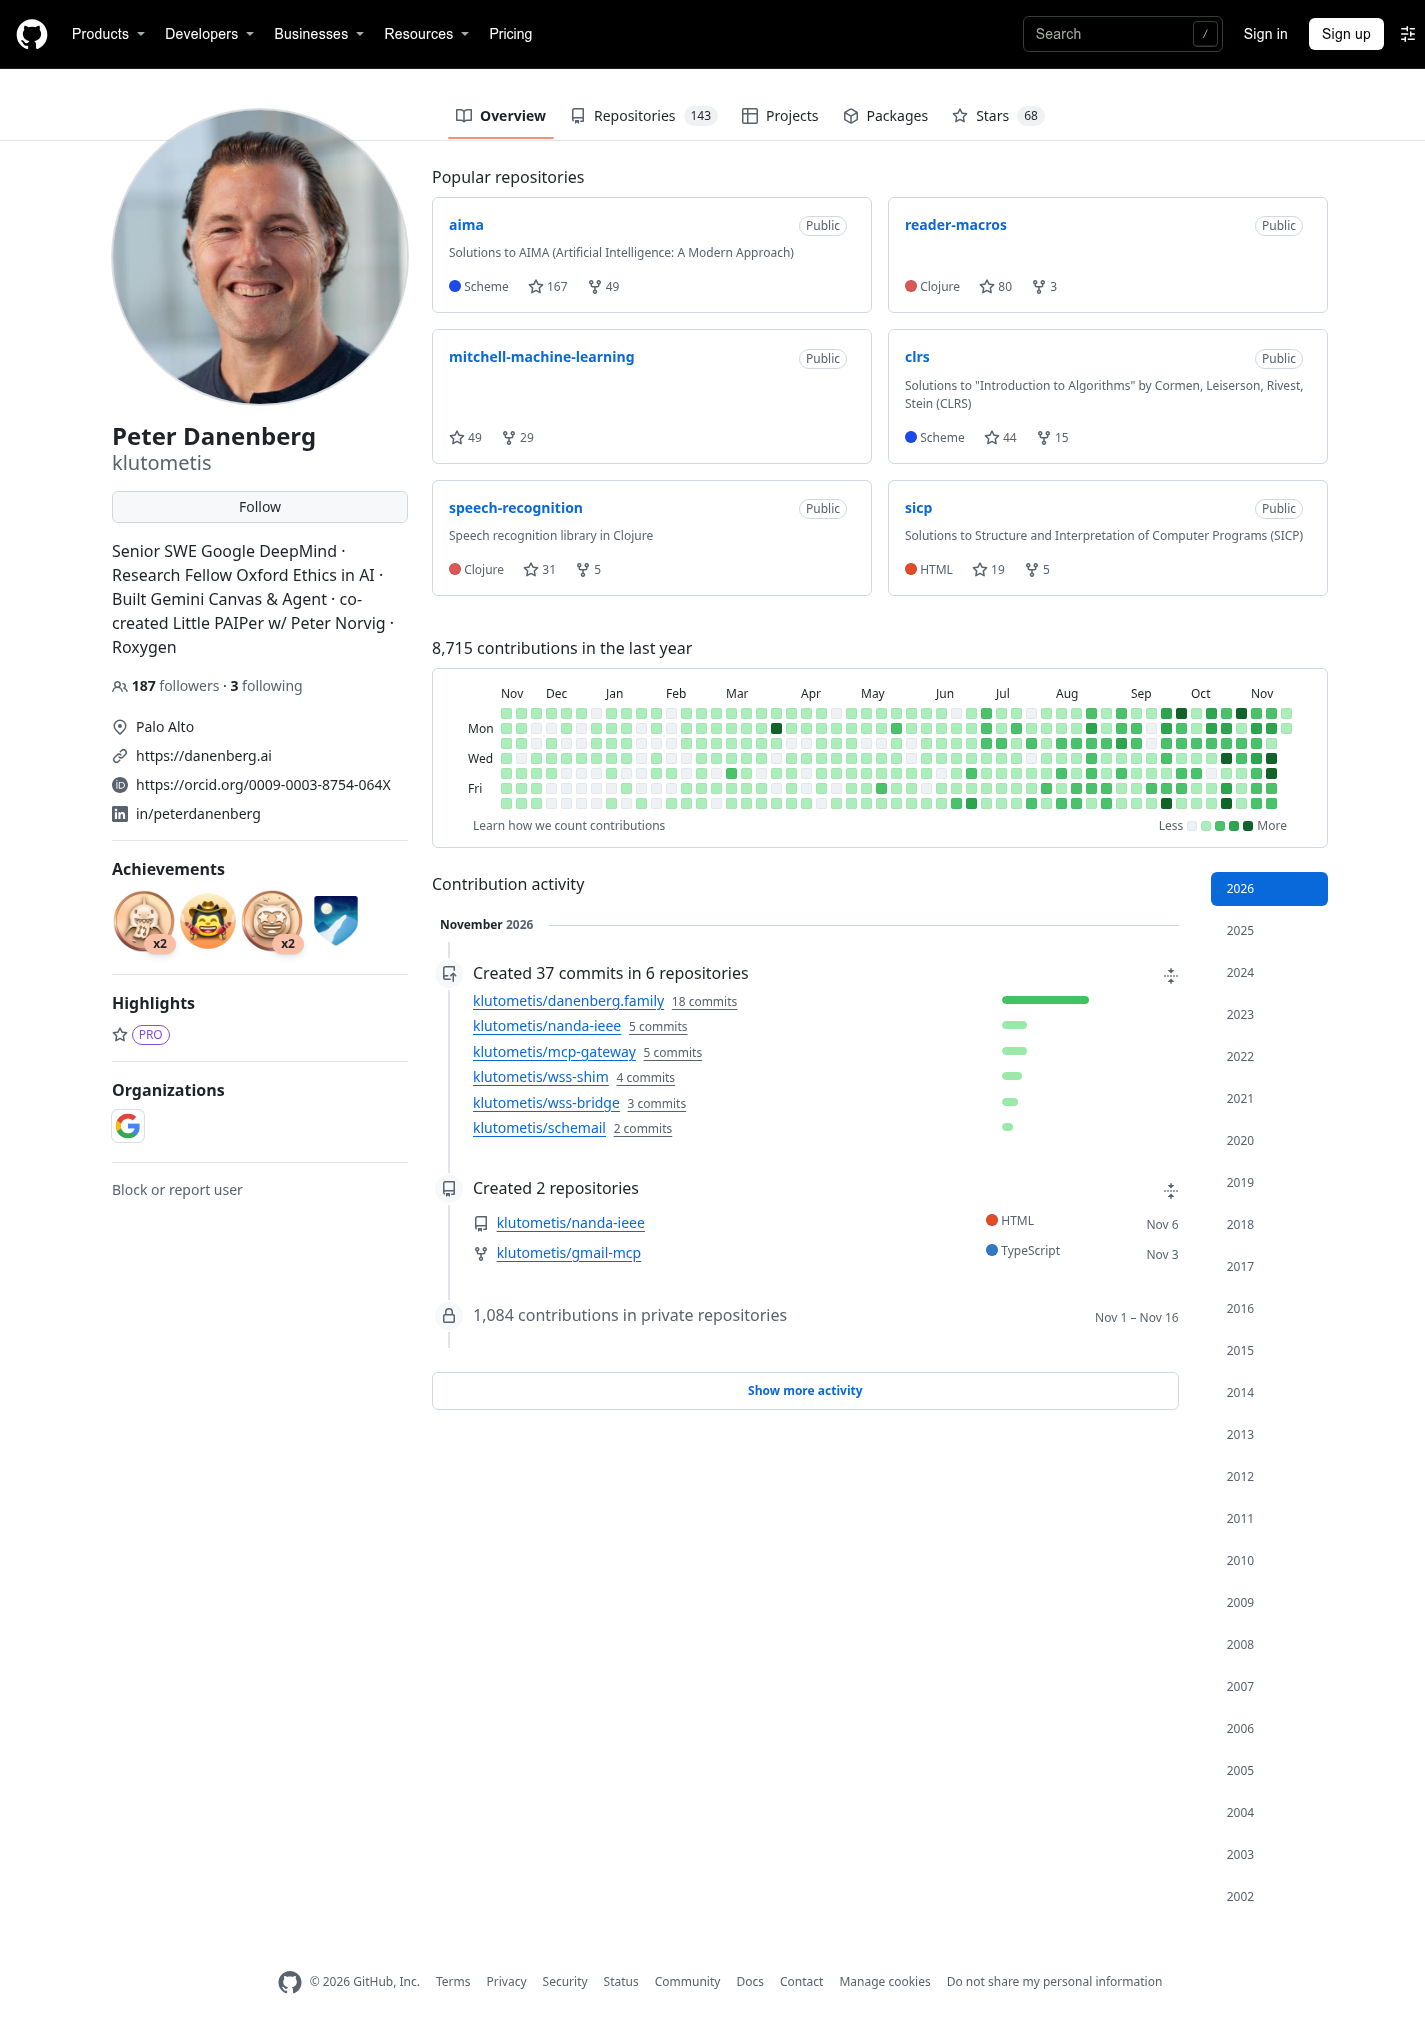 Products
Developers
Businesses
Resources
Pricing
Search
/
Sign in
Sign up
Overview
Repositories 143
Projects
Packages
Stars 68
Peter Danenberg
klutometis
Follow
Senior SWE Google DeepMind ·
Research Fellow Oxford Ethics in AI ·
Built Gemini Canvas & Agent · co-
created Little PAIPer w/ Peter Norvig ·
Roxygen
187 followers · 3 following
Palo Alto
https://danenberg.ai
https://orcid.org/0009-0003-8754-064X
in/peterdanenberg
Achievements
x2
x2
Highlights
PRO
Organizations
Block or report user
Popular repositories
aima
Public
Solutions to AIMA (Artificial Intelligence: A Modern Approach)
Scheme 167 49
reader-macros
Public
Clojure 80 3
mitchell-machine-learning
Public
49 29
clrs
Public
Solutions to "Introduction to Algorithms" by Cormen, Leiserson, Rivest,
Stein (CLRS)
Scheme 44 15
speech-recognition
Public
Speech recognition library in Clojure
Clojure 31 5
sicp
Public
Solutions to Structure and Interpretation of Computer Programs (SICP)
HTML 19 5
8,715 contributions in the last year
Nov Dec Jan Feb Mar Apr May Jun Jul Aug Sep Oct Nov
Mon
Wed
Fri
Learn how we count contributions
Less More
Contribution activity
November 2026
Created 37 commits in 6 repositories
klutometis/danenberg.family 18 commits
klutometis/nanda-ieee 5 commits
klutometis/mcp-gateway 5 commits
klutometis/wss-shim 4 commits
klutometis/wss-bridge 3 commits
klutometis/schemail 2 commits
Created 2 repositories
klutometis/nanda-ieee HTML Nov 6
klutometis/gmail-mcp TypeScript Nov 3
1,084 contributions in private repositories Nov 1 – Nov 16
Show more activity
2026
2025
2024
2023
2022
2021
2020
2019
2018
2017
2016
2015
2014
2013
2012
2011
2010
2009
2008
2007
2006
2005
2004
2003
2002
© 2026 GitHub, Inc.
Terms
Privacy
Security
Status
Community
Docs
Contact
Manage cookies
Do not share my personal information